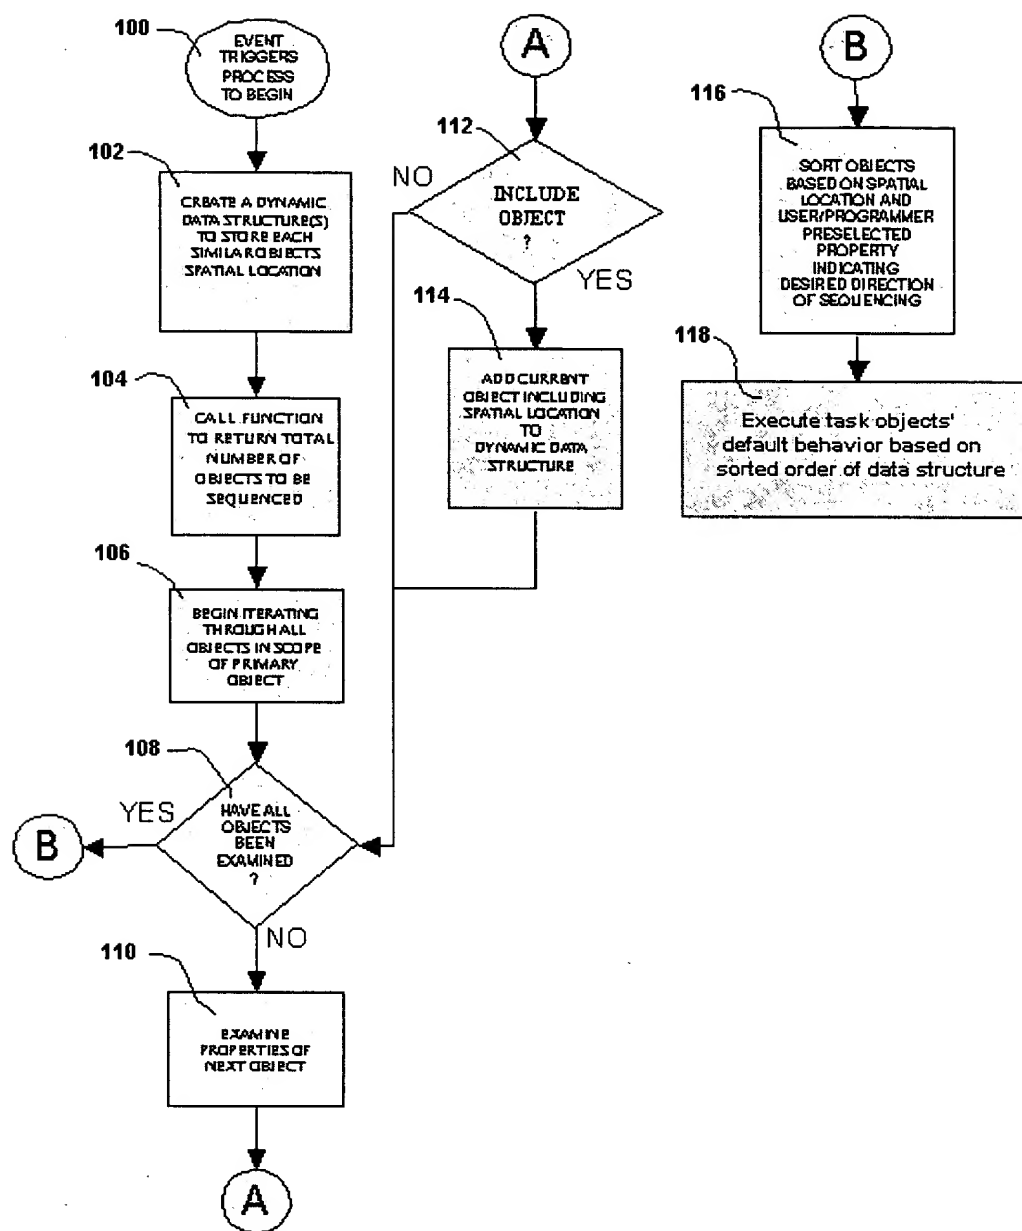 100
EVENT
TRIGGERS
PROCESS
TO BEGIN
102
CREATE A DYNAMIC
DATA STRUCTURE(S)
TO STORE EACH
SIMILAR OBJECTS
SPATIAL LOCATION
104
CALL FUNCTION
TO RETURN TOTAL
NUMBER OF
OBJECTS TO BE
SEQUENCED
106
BEGIN ITERATING
THROUGH ALL
OBJECTS IN SCOPE
OF PRIMARY
OBJECT
108
YES
HAVE ALL
OBJECTS
BEEN
EXAMINED
?
B
NO
110
EXAMINE
PROPERTIES OF
NEXT OBJECT
A
A
112
NO
INCLUDE
OBJECT
?
YES
114
ADD CURRENT
OBJECT INCLUDING
SPATIAL LOCATION
TO
DYNAMIC DATA
STRUCTURE
B
116
SORT OBJECTS
BASED ON SPATIAL
LOCATION AND
USER/PROGRAMMER
PRESELECTED
PROPERTY
INDICATING
DESIRED DIRECTION
OF SEQUENCING
118
Execute task objects'
default behavior based on
sorted order of data structure